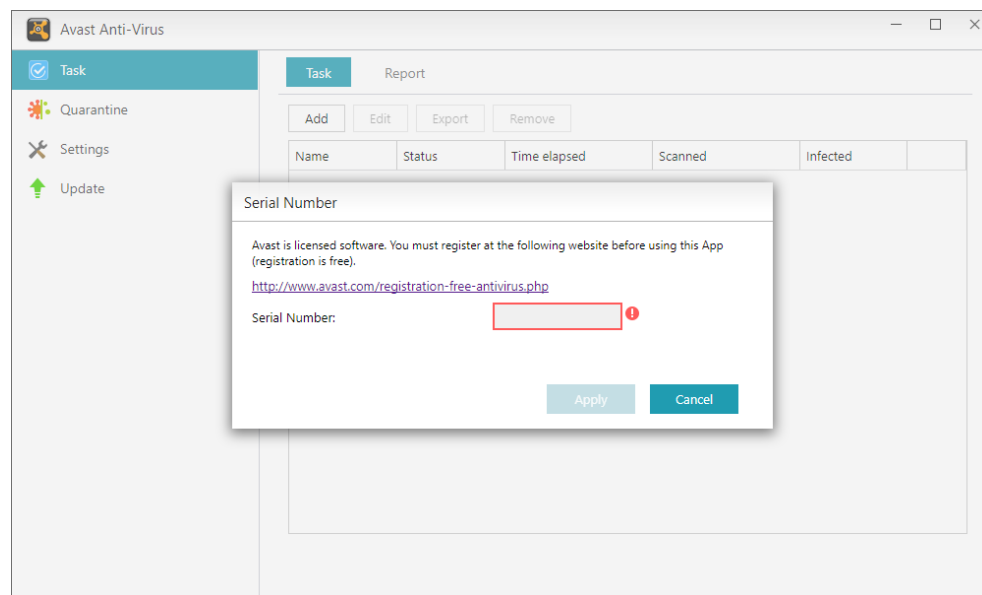 Avast Anti-Virus
Task
Quarantine
Settings
Update
Task Report
Add Edit Export Remove
Name Status Time elapsed Scanned Infected
Serial Number
Avast is licensed software. You must register at the following website before using this App
(registration is free).
http://www.avast.com/registration-free-antivirus.php
Serial Number:
Apply Cancel